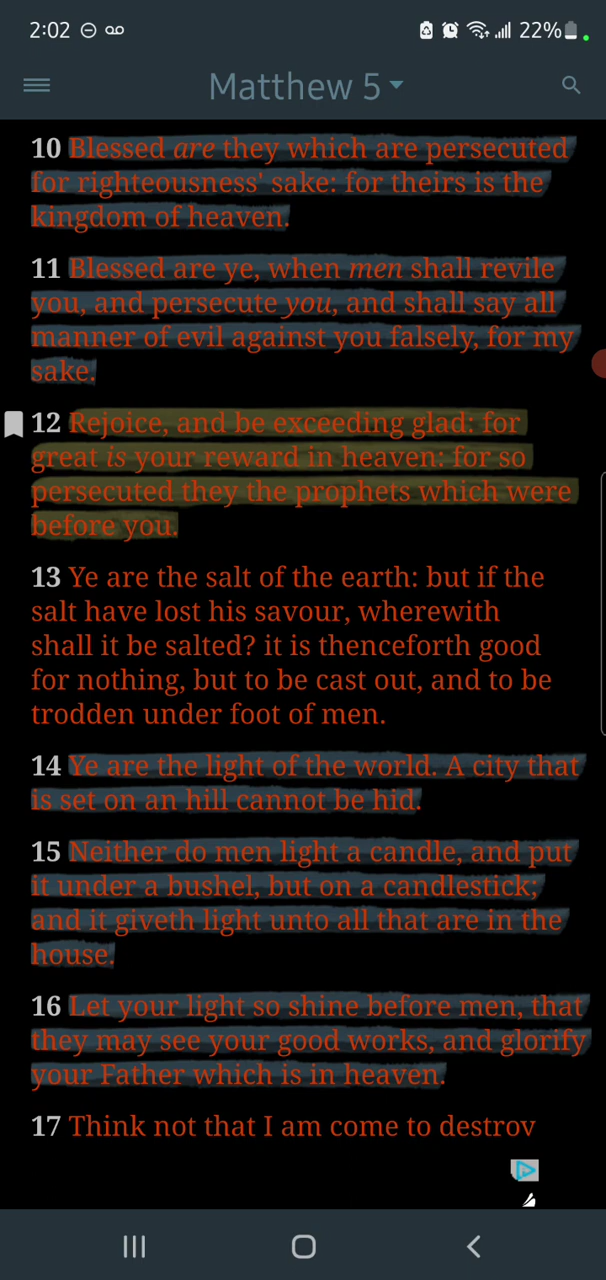 2:02 22%
Matthew 5
10 Blessed are they which are persecuted
for righteousness' sake: for theirs is the
kingdom of heaven.
11 Blessed are ye, when men shall revile
you, and persecute you, and shall say all
manner of evil against you falsely, for my
sake.
12 Rejoice, and be exceeding glad: for
great is your reward in heaven: for so
persecuted they the prophets which were
before you.
13 Ye are the salt of the earth: but if the
salt have lost his savour, wherewith
shall it be salted? it is thenceforth good
for nothing, but to be cast out, and to be
trodden under foot of men.
14 Ye are the light of the world. A city that
is set on an hill cannot be hid.
15 Neither do men light a candle, and put
it under a bushel, but on a candlestick;
and it giveth light unto all that are in the
house.
16 Let your light so shine before men, that
they may see your good works, and glorify
your Father which is in heaven.
17 Think not that I am come to destroy